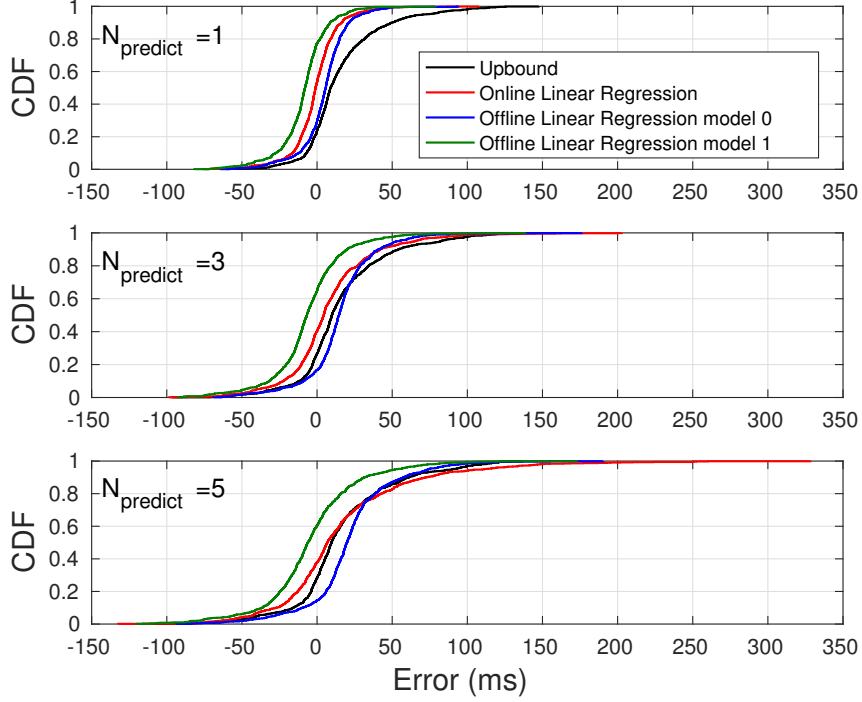 1
0.8
0.6
0.4
0.2
0
CDF
N_predict =1
Upbound
Online Linear Regression
Offline Linear Regression model 0
Offline Linear Regression model 1
-150 -100 -50 0 50 100 150 200 250 300 350
1
0.8
0.6
0.4
0.2
0
CDF
N_predict =3
-150 -100 -50 0 50 100 150 200 250 300 350
1
0.8
0.6
0.4
0.2
0
CDF
N_predict =5
-150 -100 -50 0 50 100 150 200 250 300 350
Error (ms)